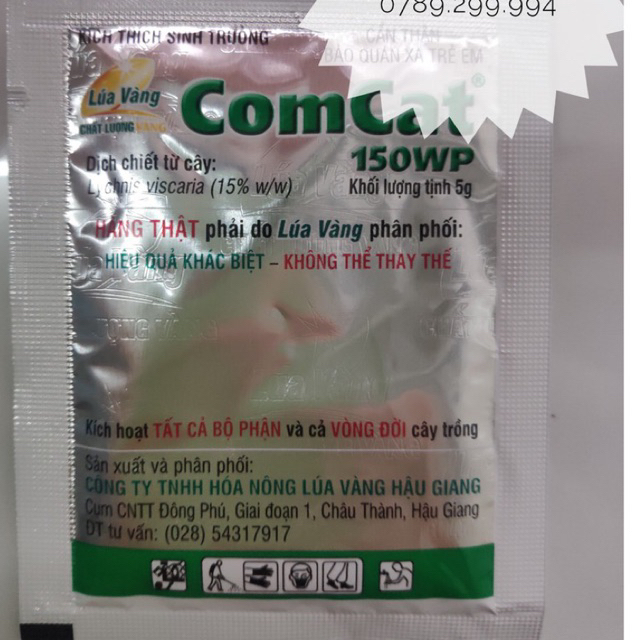 0789.299.994
KÍCH THÍCH SINH TRƯỞNG
CẨN THẬN
BẢO QUẢN XA TRẺ EM
Lúa Vàng
CHẤT LƯỢNG VÀNG
ComCat®
150WP
Dịch chiết từ cây:
Lychnis viscaria (15% w/w)
Khối lượng tịnh 5g
HÀNG THẬT phải do Lúa Vàng phân phối:
HIỆU QUẢ KHÁC BIỆT – KHÔNG THỂ THAY THẾ
Kích hoạt TẤT CẢ BỘ PHẬN và cả VÒNG ĐỜI cây trồng
Sản xuất và phân phối:
CÔNG TY TNHH HÓA NÔNG LÚA VÀNG HẬU GIANG
Cụm CNTT Đông Phú, Giai đoạn 1, Châu Thành, Hậu Giang
ĐT tư vấn: (028) 54317917